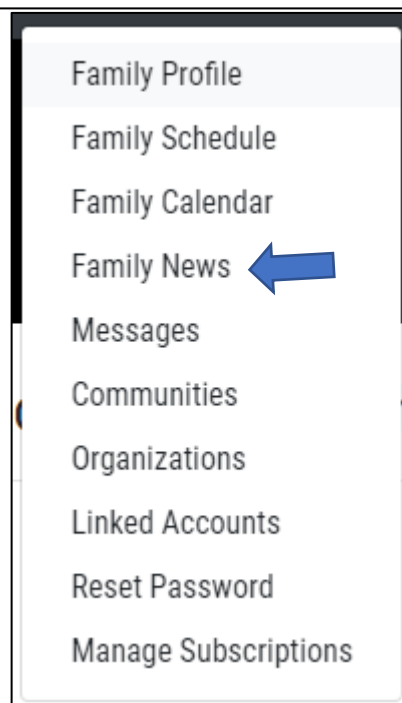 Family Profile
Family Schedule
Family Calendar
Family News
Messages
Communities
Organizations
Linked Accounts
Reset Password
Manage Subscriptions